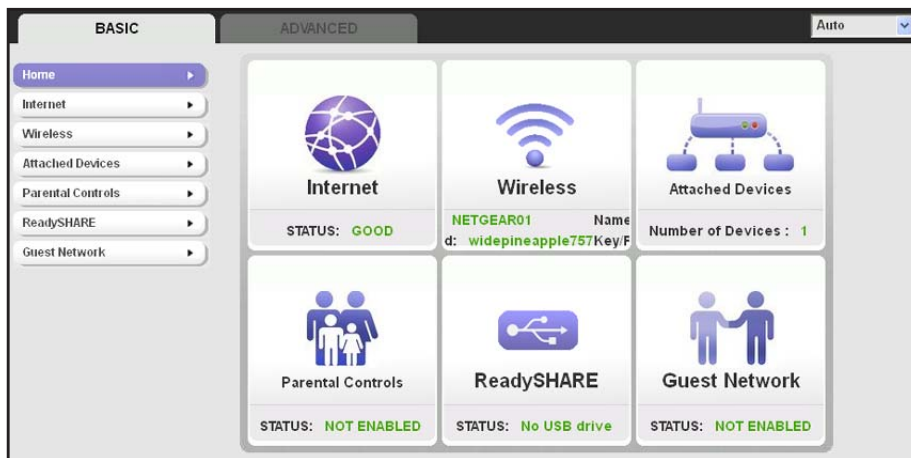 BASIC
ADVANCED
Auto
Home
Internet
Wireless
Attached Devices
Parental Controls
ReadySHARE
Guest Network
Internet
STATUS: GOOD
Wireless
NETGEAR01 Name
d: widepineapple757 Key/F
Attached Devices
Number of Devices : 1
Parental Controls
STATUS: NOT ENABLED
ReadySHARE
STATUS: No USB drive
Guest Network
STATUS: NOT ENABLED